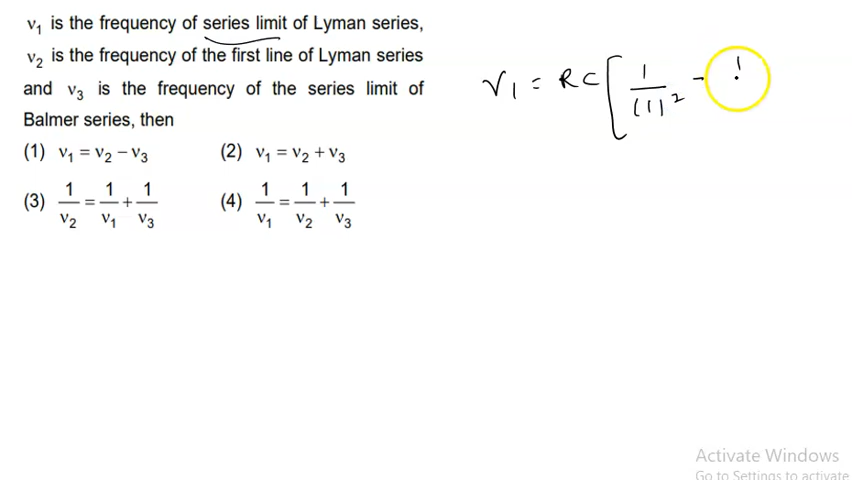 ν₁ is the frequency of series limit of Lyman series,
ν₂ is the frequency of the first line of Lyman series
and ν₃ is the frequency of the series limit of
Balmer series, then
(1) ν₁ = ν₂ – ν₃ (2) ν₁ = ν₂ + ν₃
(3) 1/ν₂ = 1/ν₁ + 1/ν₃ (4) 1/ν₁ = 1/ν₂ + 1/ν₃
ν₁ = RC[1/(1)² –
Activate Windows
Go to Settings to activate